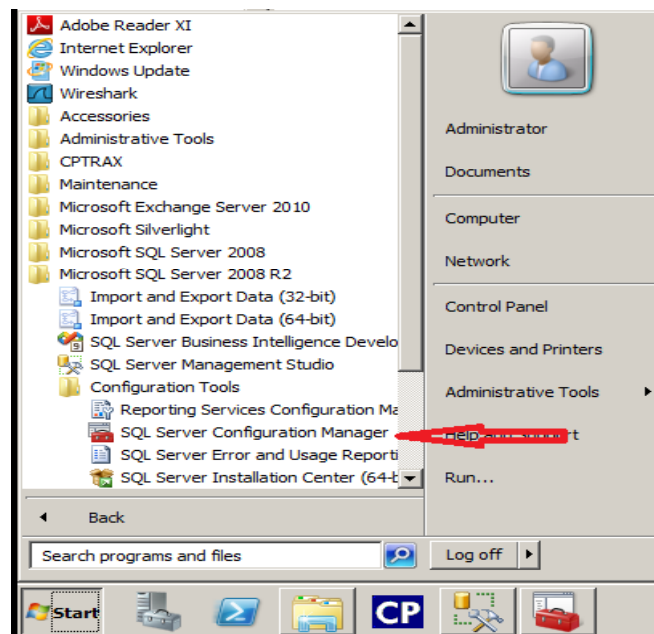 Adobe Reader XI
Internet Explorer
Windows Update
Wireshark
Accessories
Administrative Tools
CPTRAX
Maintenance
Microsoft Exchange Server 2010
Microsoft Silverlight
Microsoft SQL Server 2008
Microsoft SQL Server 2008 R2
Import and Export Data (32-bit)
Import and Export Data (64-bit)
SQL Server Business Intelligence Develo
SQL Server Management Studio
Configuration Tools
Reporting Services Configuration Ma
SQL Server Configuration Manager
SQL Server Error and Usage Reporti
SQL Server Installation Center (64-b
Back
Search programs and files
Administrator
Documents
Computer
Network
Control Panel
Devices and Printers
Administrative Tools
Help and Support
Run...
Log off
Start
CP